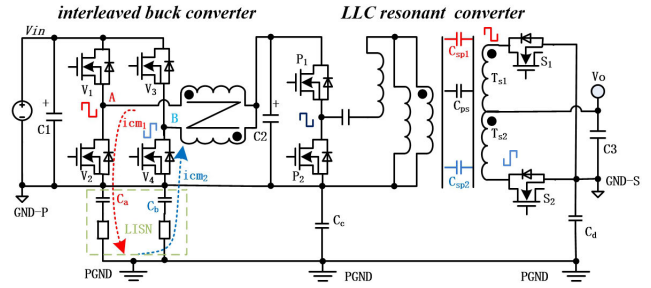 interleaved buck converter
LLC resonant converter
Vin
V1
V3
A
B
icm1
icm2
V2
V4
C1
C2
P1
P2
Csp1
Cps
Csp2
Ts1
Ts2
S1
S2
Vo
C3
GND-P
GND-S
Ca
Cb
LISN
Cc
Cd
PGND
PGND
PGND